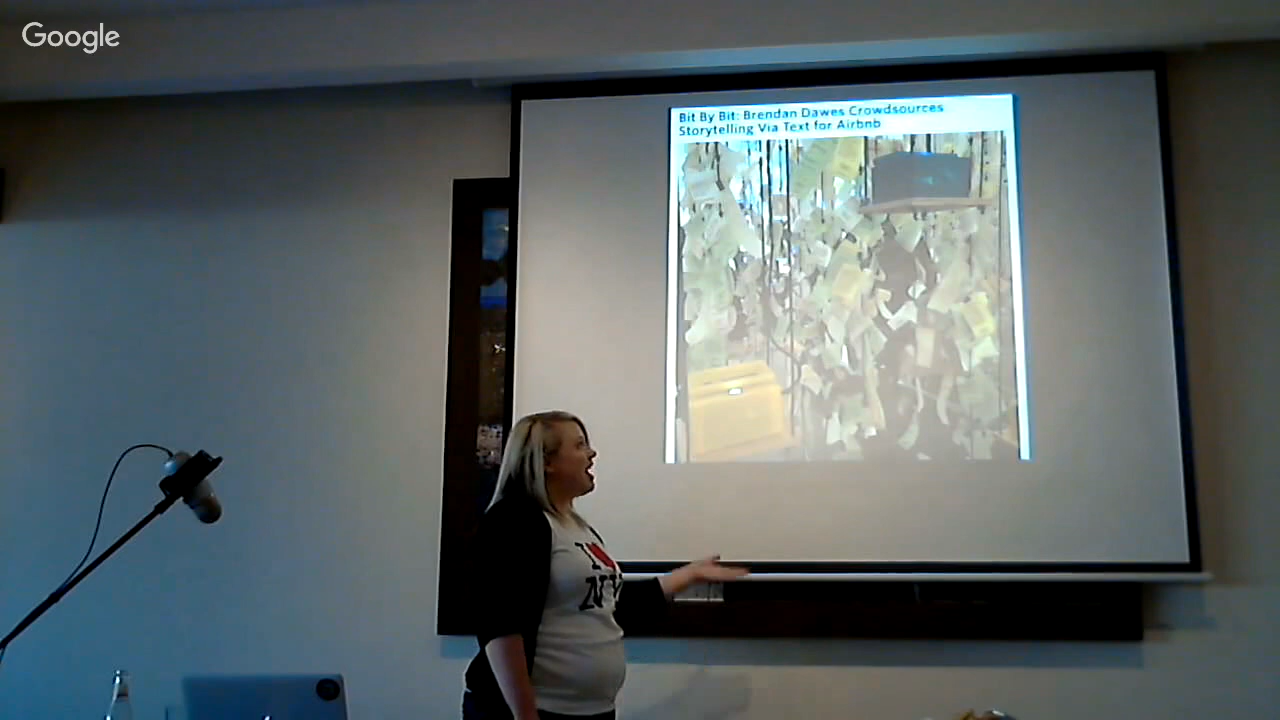 Google
Bit By Bit: Brendan Dawes Crowdsources
Storytelling Via Text for Airbnb
I
NY